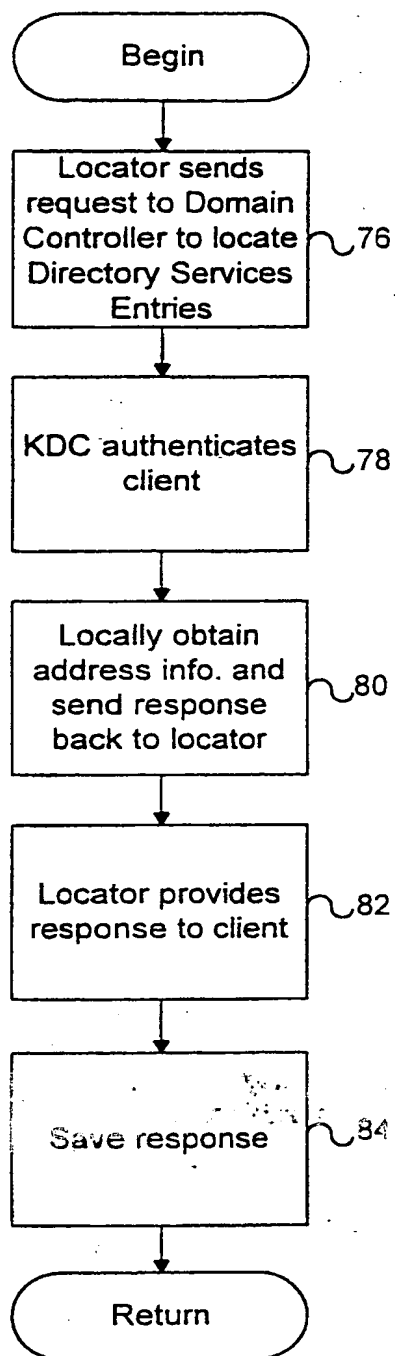 Begin
Locator sends
request to Domain
Controller to locate
Directory Services
Entries
76
KDC authenticates
client
78
Locally obtain
address info. and
send response
back to locator
80
Locator provides
response to client
82
Save response
84
Return